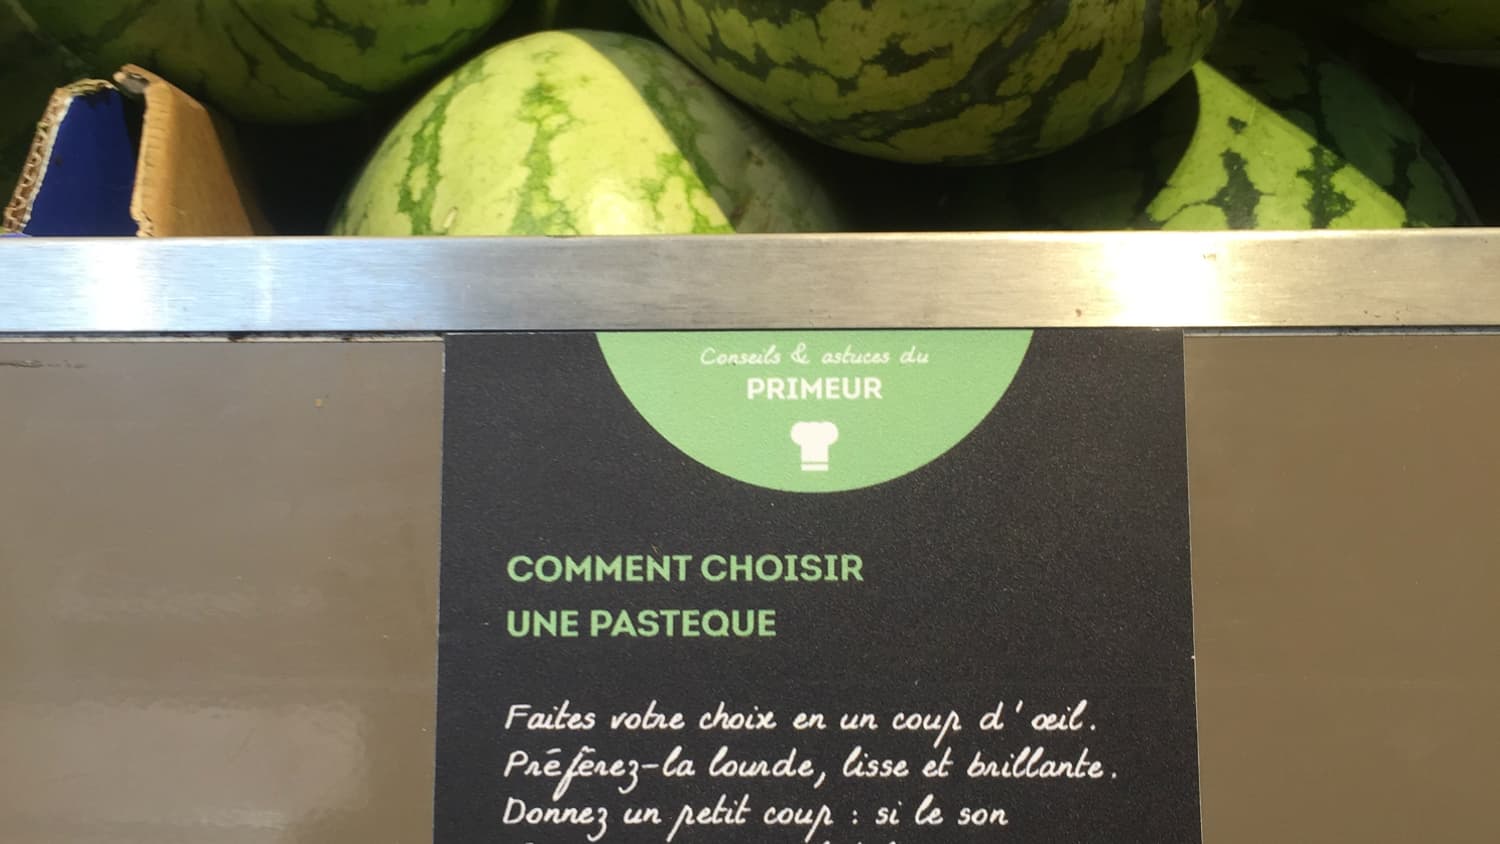 Conseils & astuces du
PRIMEUR
COMMENT CHOISIR
UNE PASTEQUE
Faites votre choix en un coup d'œil.
Préférez-la lourde, lisse et brillante.
Donnez un petit coup : si le son